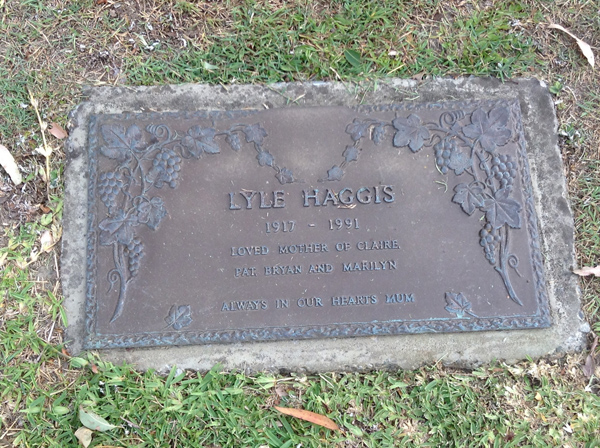 LYLE HAGGIS
1917 - 1991
LOVED MOTHER OF CLAIRE,
PAT, BRYAN AND MARILYN
ALWAYS IN OUR HEARTS MUM